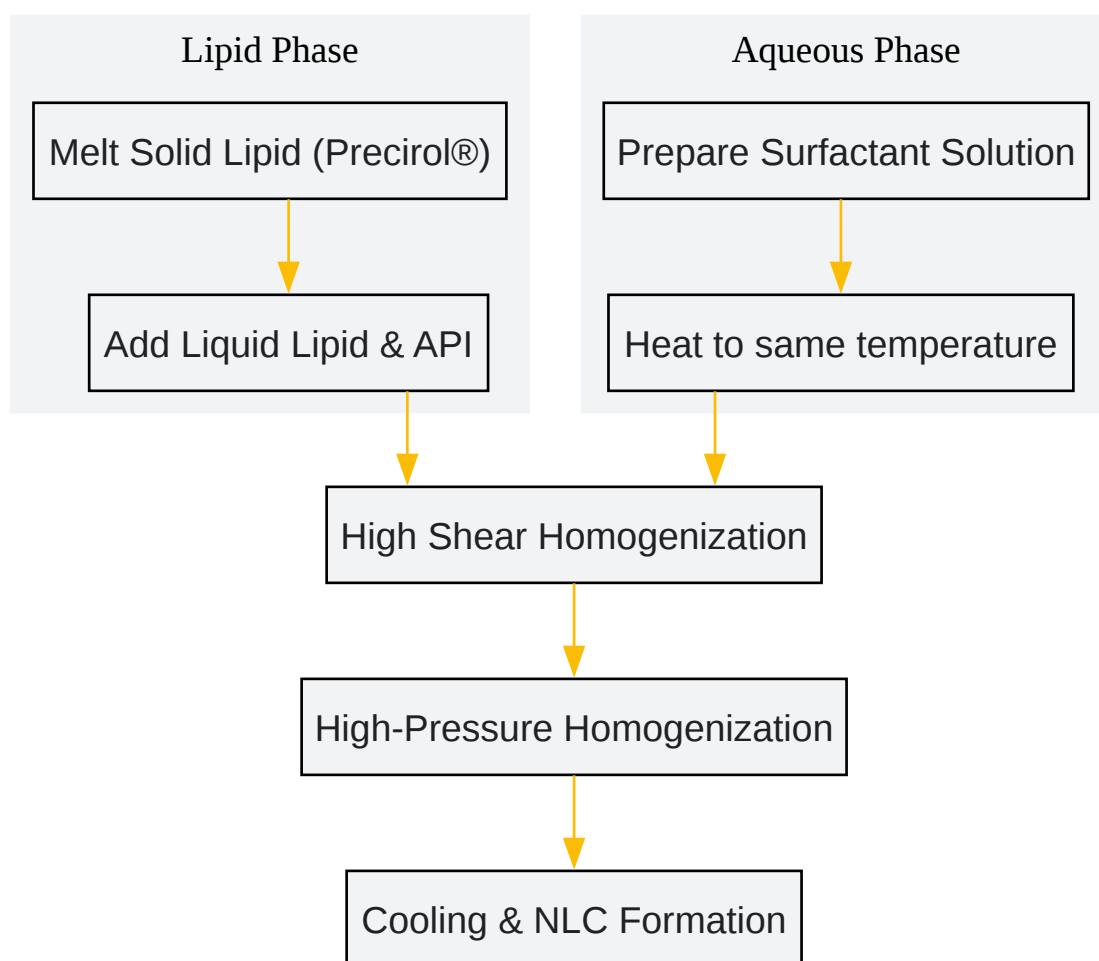 Lipid Phase
Melt Solid Lipid (Precirol®)
Add Liquid Lipid & API
Aqueous Phase
Prepare Surfactant Solution
Heat to same temperature
High Shear Homogenization
High-Pressure Homogenization
Cooling & NLC Formation